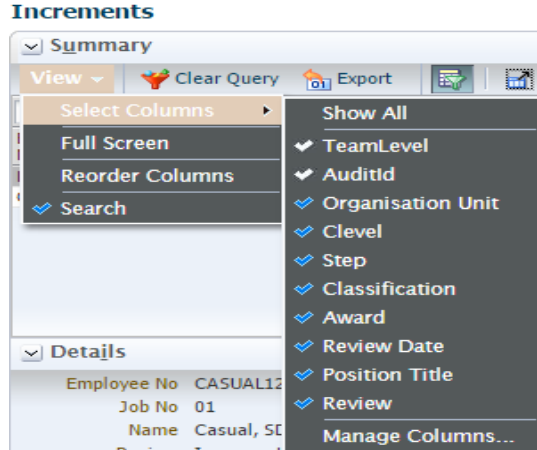 Increments
Summary
View Clear Query Export
Select Columns
Full Screen
Reorder Columns
Search
Show All
TeamLevel
AuditId
Organisation Unit
Clevel
Step
Classification
Award
Review Date
Position Title
Review
Manage Columns...
Details
Employee No CASUAL12
Job No 01
Name Casual, SD